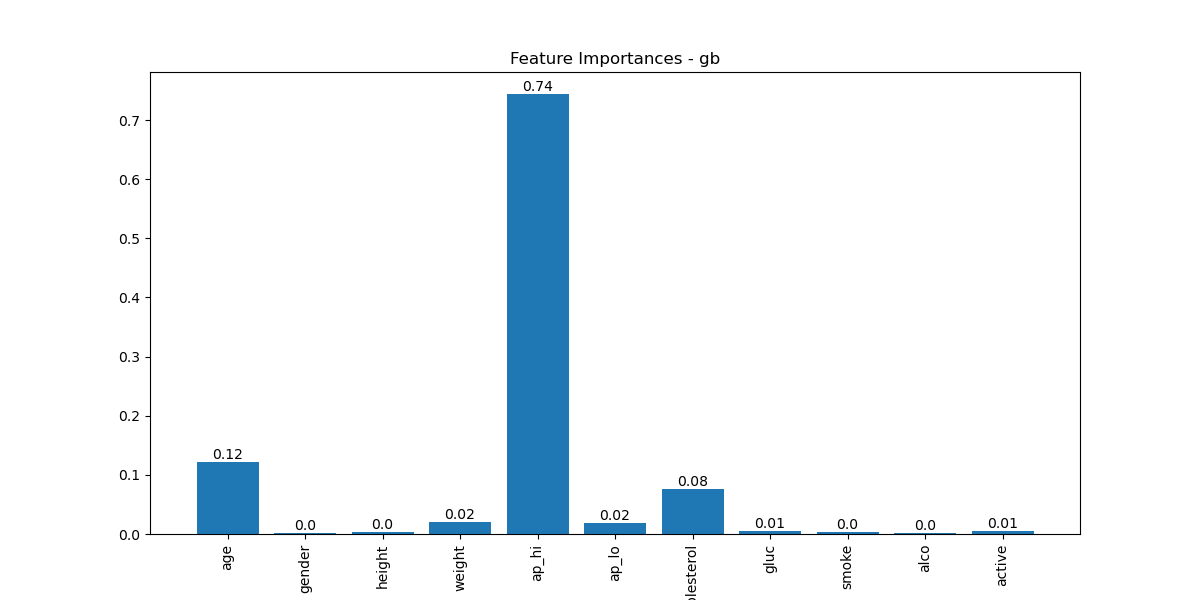 Feature Importances - gb
0.74
0.12
0.0
0.0
0.02
0.02
0.08
0.01
0.0
0.0
0.01
0.7
0.6
0.5
0.4
0.3
0.2
0.1
0.0
age
gender
height
weight
ap_hi
ap_lo
olesterol
gluc
smoke
alco
active